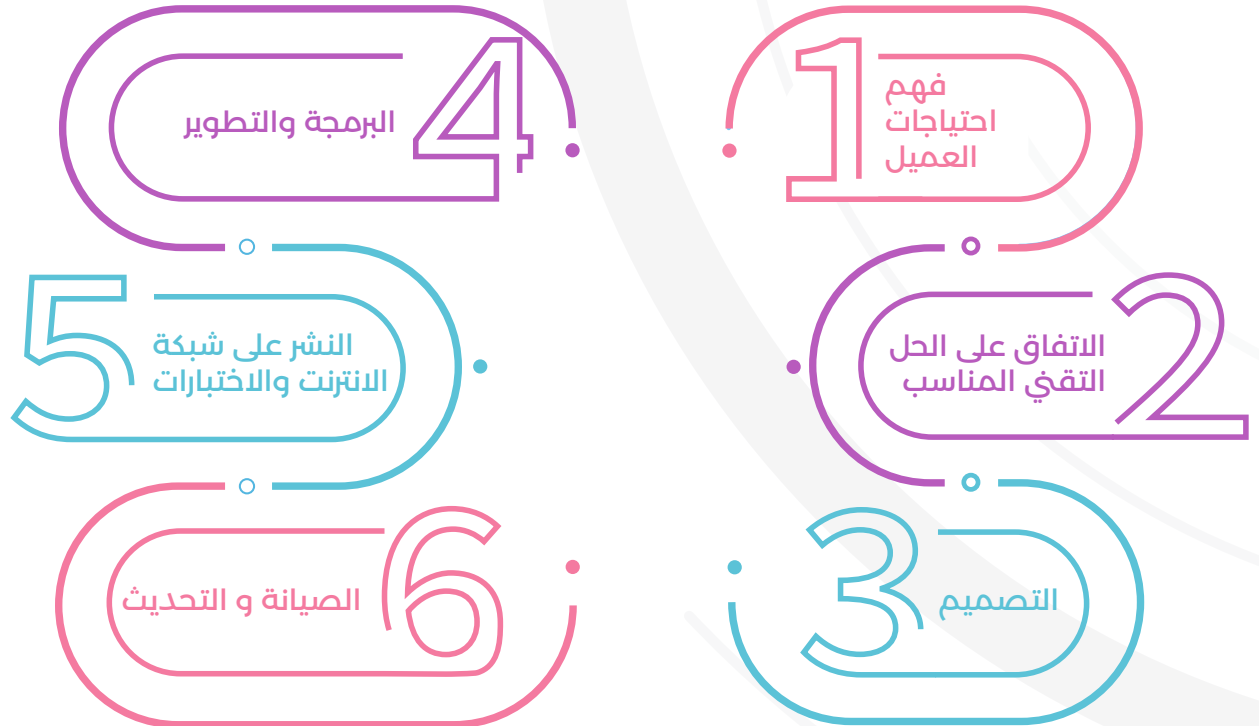 1
فهم
احتياجات
العميل
2
الاتفاق على الحل
التقني المناسب
3
التصميم
4
البرمجة والتطوير
5
النشر على شبكة
الانترنت والاختبارات
6
الصيانة و التحديث